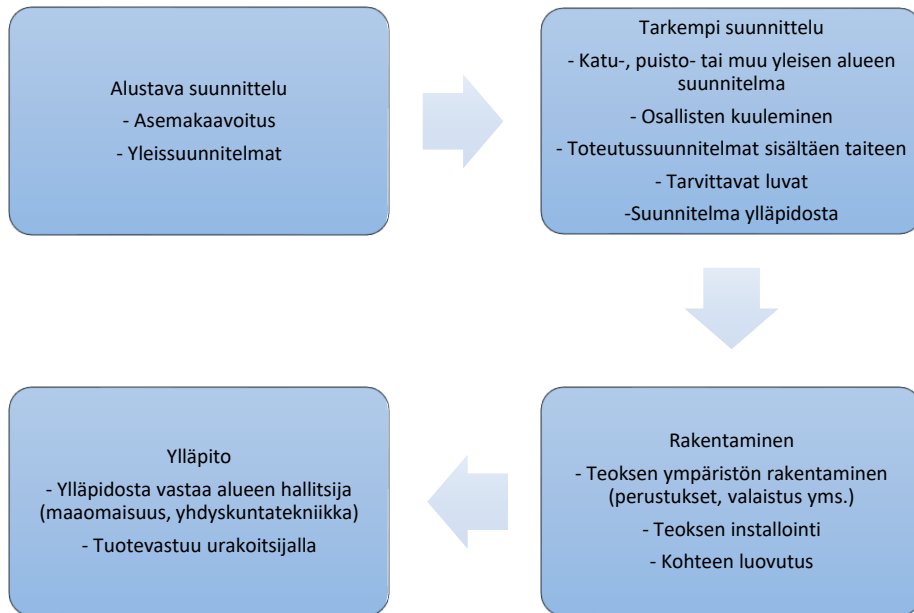 Alustava suunnittelu
- Asemakaavoitus
- Yleissuunnitelmat
Tarkempi suunnittelu
- Katu-, puisto- tai muu yleisen alueen
suunnitelma
- Osallisten kuuleminen
- Toteutussuunnitelmat sisältäen taiteen
- Tarvittavat luvat
-Suunnitelma ylläpidosta
Rakentaminen
- Teoksen ympäristön rakentaminen
(perustukset, valaistus yms.)
- Teoksen installointi
- Kohteen luovutus
Ylläpito
- Ylläpidosta vastaa alueen hallitsija
(maaomaisuus, yhdyskuntatekniikka)
- Tuotevastuu urakoitsijalla